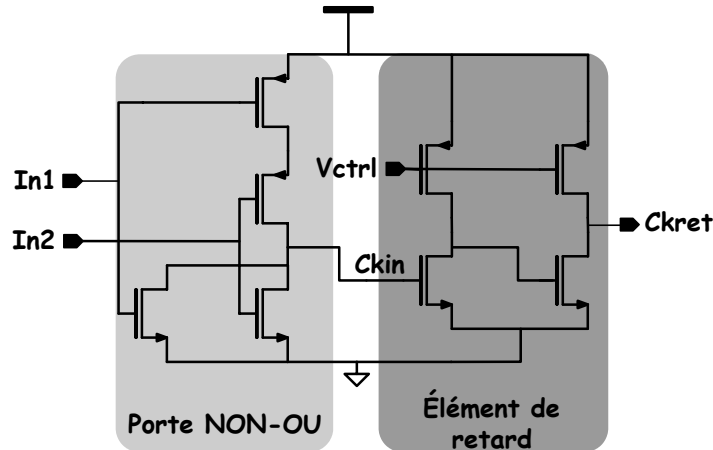 In1
In2
Vctrl
Ckin
Ckret
Porte NON-OU
Élément de
retard